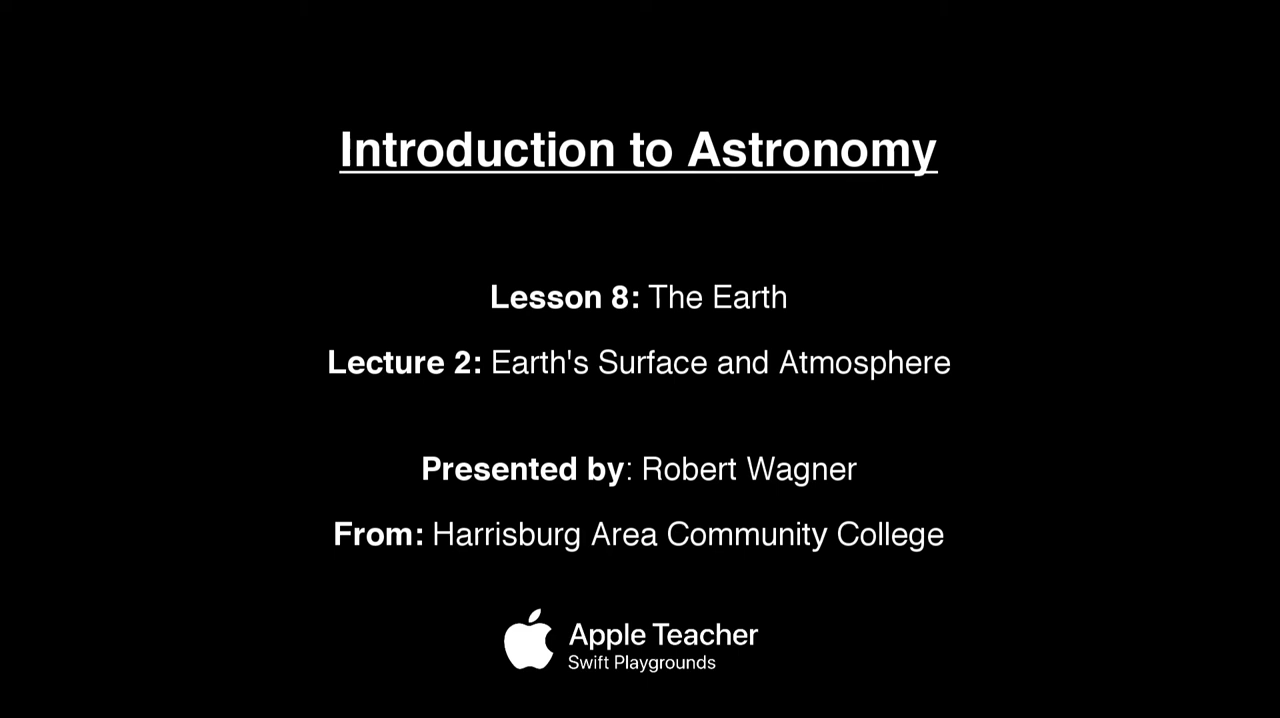 Introduction to Astronomy
Lesson 8: The Earth
Lecture 2: Earth's Surface and Atmosphere
Presented by: Robert Wagner
From: Harrisburg Area Community College
Apple Teacher
Swift Playgrounds